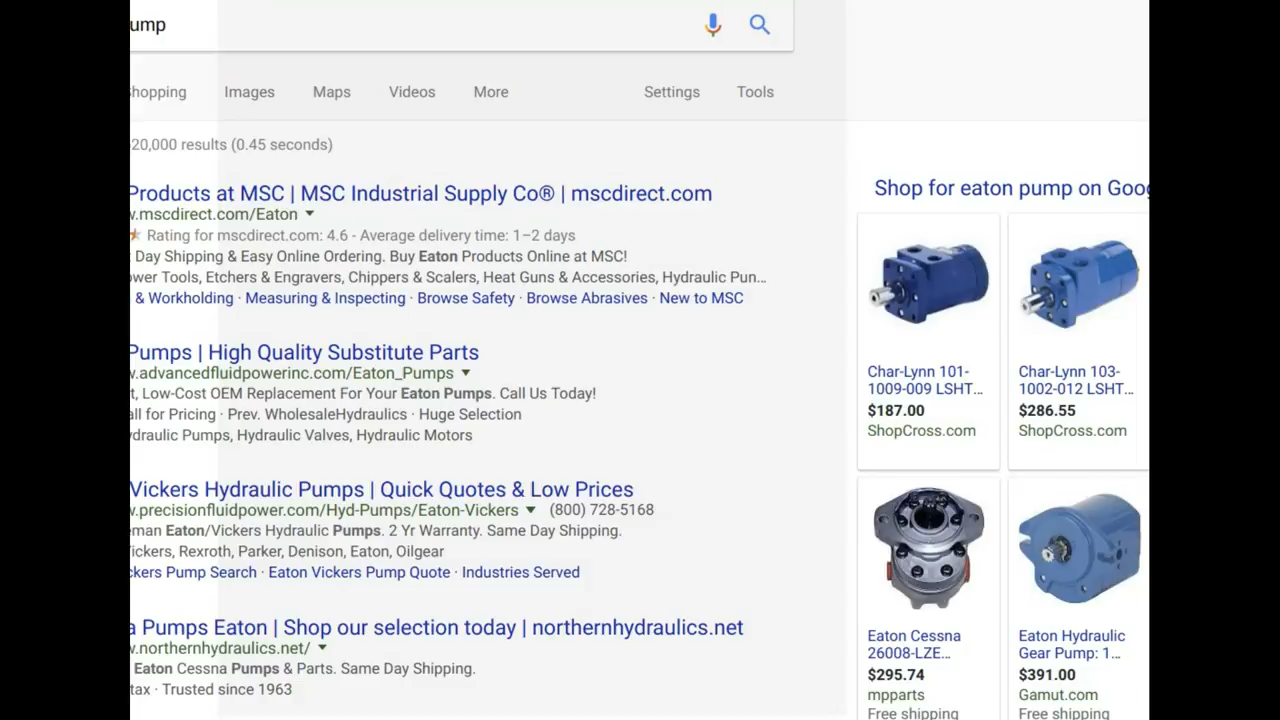 ump
hopping Images Maps Videos More Settings Tools
20,000 results (0.45 seconds)
Products at MSC | MSC Industrial Supply Co® | mscdirect.com
w.mscdirect.com/Eaton
Rating for mscdirect.com: 4.6 - Average delivery time: 1–2 days
Day Shipping & Easy Online Ordering. Buy Eaton Products Online at MSC!
wer Tools, Etchers & Engravers, Chippers & Scalers, Heat Guns & Accessories, Hydraulic Pun...
& Workholding · Measuring & Inspecting · Browse Safety · Browse Abrasives · New to MSC
Pumps | High Quality Substitute Parts
w.advancedfluidpowerinc.com/Eaton_Pumps
t, Low-Cost OEM Replacement For Your Eaton Pumps. Call Us Today!
all for Pricing · Prev. WholesaleHydraulics · Huge Selection
ydraulic Pumps, Hydraulic Valves, Hydraulic Motors
Vickers Hydraulic Pumps | Quick Quotes & Low Prices
w.precisionfluidpower.com/Hyd-Pumps/Eaton-Vickers (800) 728-5168
eman Eaton/Vickers Hydraulic Pumps. 2 Yr Warranty. Same Day Shipping.
ickers, Rexroth, Parker, Denison, Eaton, Oilgear
ckers Pump Search · Eaton Vickers Pump Quote · Industries Served
a Pumps Eaton | Shop our selection today | northernhydraulics.net
w.northernhydraulics.net/
Eaton Cessna Pumps & Parts. Same Day Shipping.
tax · Trusted since 1963
Shop for eaton pump on Goog
Char-Lynn 101-
1009-009 LSHT...
$187.00
ShopCross.com
Char-Lynn 103-
1002-012 LSHT...
$286.55
ShopCross.com
Eaton Cessna
26008-LZE...
$295.74
mpparts
Free shipping
Eaton Hydraulic
Gear Pump: 1...
$391.00
Gamut.com
Free shipping